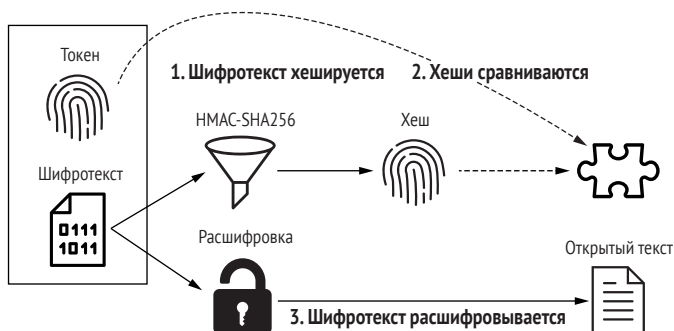 Токен
1. Шифротекст хешируется
2. Хеши сравниваются
HMAC-SHA256
Хеш
Шифротекст
0111
1011
Расшифровка
Открытый текст
3. Шифротекст расшифровывается